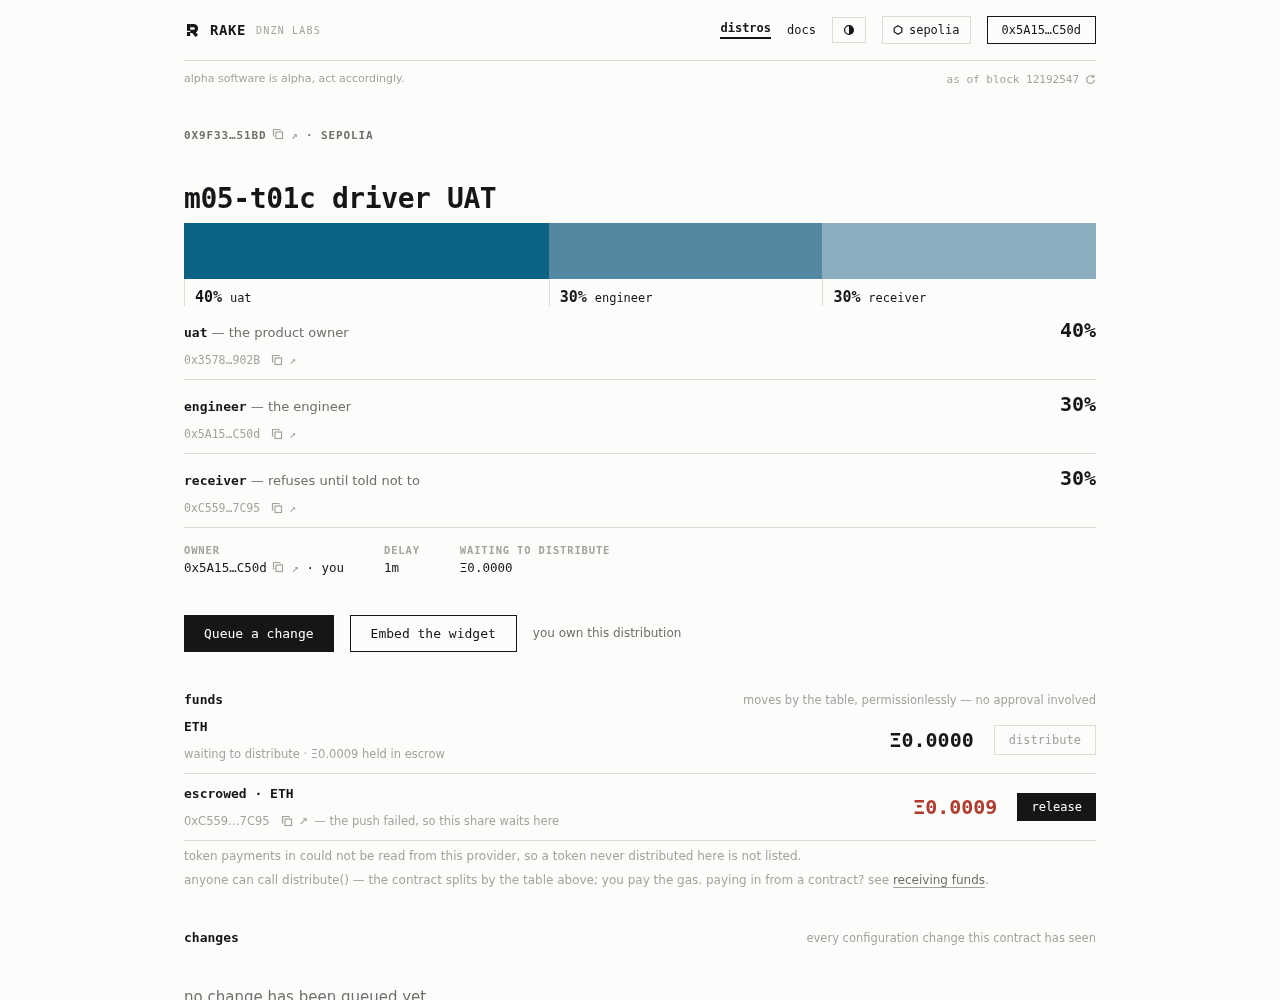 RAKE DNZN LABS distros docs sepolia 0x5A15…C50d
alpha software is alpha, act accordingly. as of block 12192547
0X9F33…51BD ↗ · SEPOLIA
m05-t01c driver UAT
40% uat 30% engineer 30% receiver
uat — the product owner 40%
0x3578…902B ↗
engineer — the engineer 30%
0x5A15…C50d ↗
receiver — refuses until told not to 30%
0xC559…7C95 ↗
OWNER DELAY WAITING TO DISTRIBUTE
0x5A15…C50d ↗ · you 1m Ξ0.0000
Queue a change Embed the widget you own this distribution
funds moves by the table, permissionlessly — no approval involved
ETH Ξ0.0000 distribute
waiting to distribute · Ξ0.0009 held in escrow
escrowed · ETH Ξ0.0009 release
0xC559…7C95 ↗ — the push failed, so this share waits here
token payments in could not be read from this provider, so a token never distributed here is not listed.
anyone can call distribute() — the contract splits by the table above; you pay the gas. paying in from a contract? see receiving funds.
changes every configuration change this contract has seen
no change has been queued yet